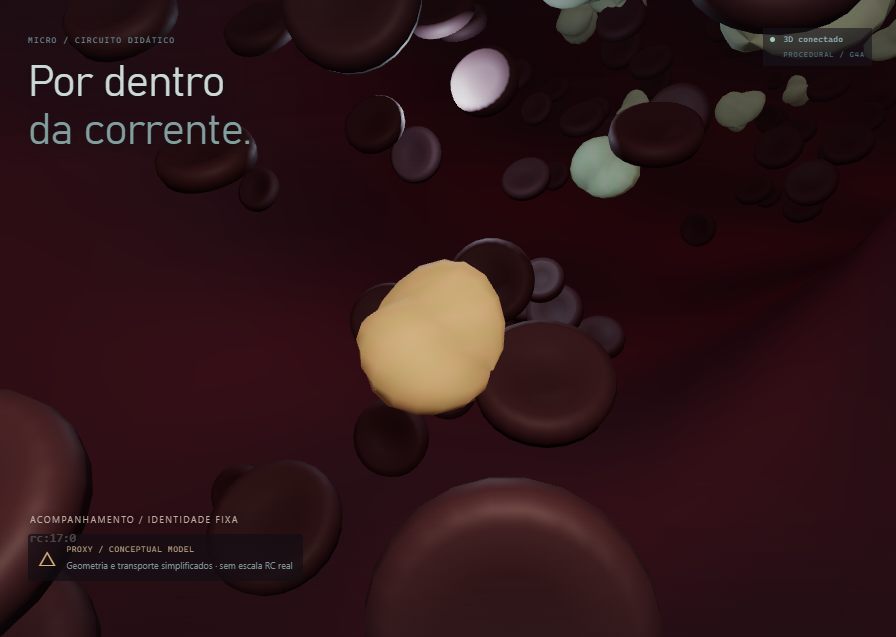 MICRO / CIRCUITO DIDÁTICO
Por dentro
da corrente.
3D conectado
PROCEDURAL / G4A
ACOMPANHAMENTO / IDENTIDADE FIXA
rc:17:0
PROXY / CONCEPTUAL MODEL
Geometria e transporte simplificados · sem escala RC real